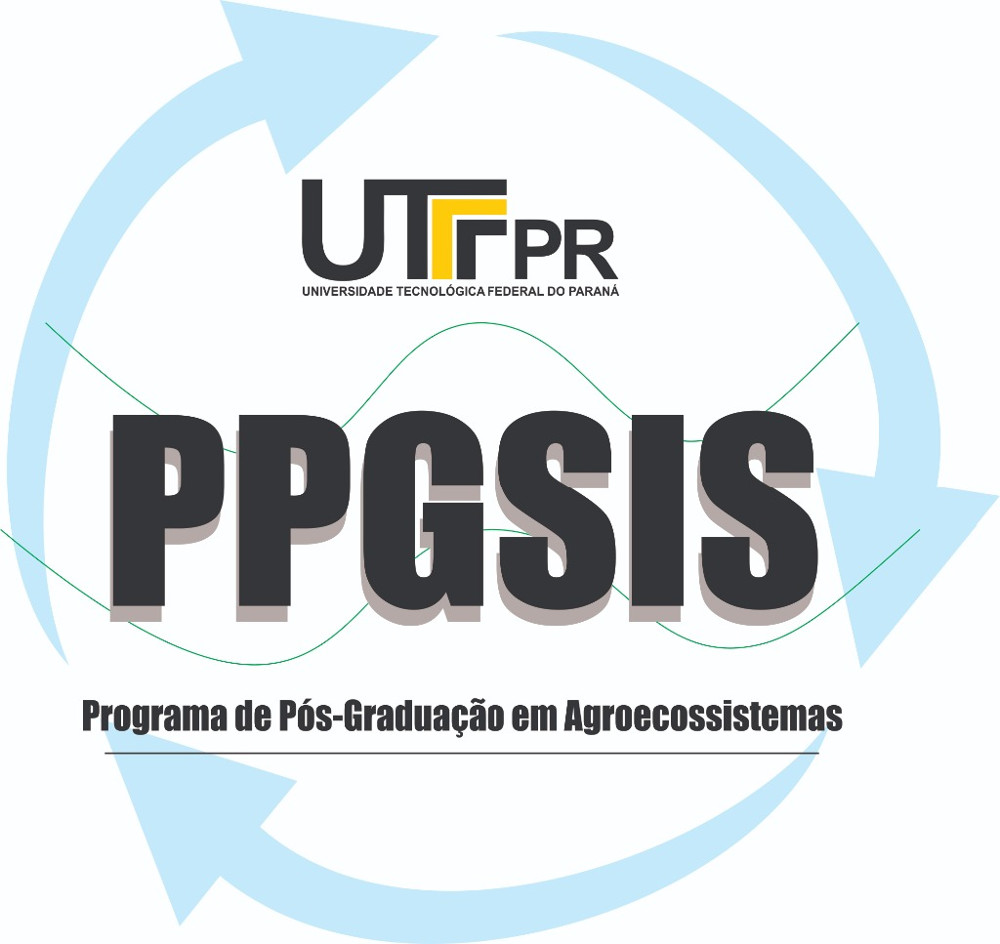 UTFPR
UNIVERSIDADE TECNOLÓGICA FEDERAL DO PARANÁ
PPGSIS
Programa de Pós-Graduação em Agroecossistemas